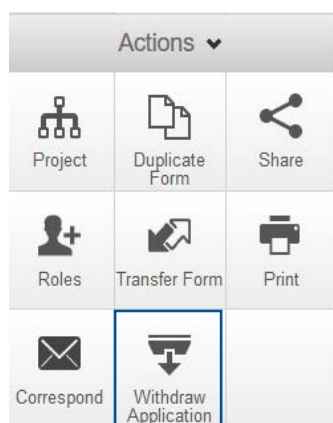 Actions
Project
Duplicate
Form
Share
Roles
Transfer Form
Print
Correspond
Withdraw
Application